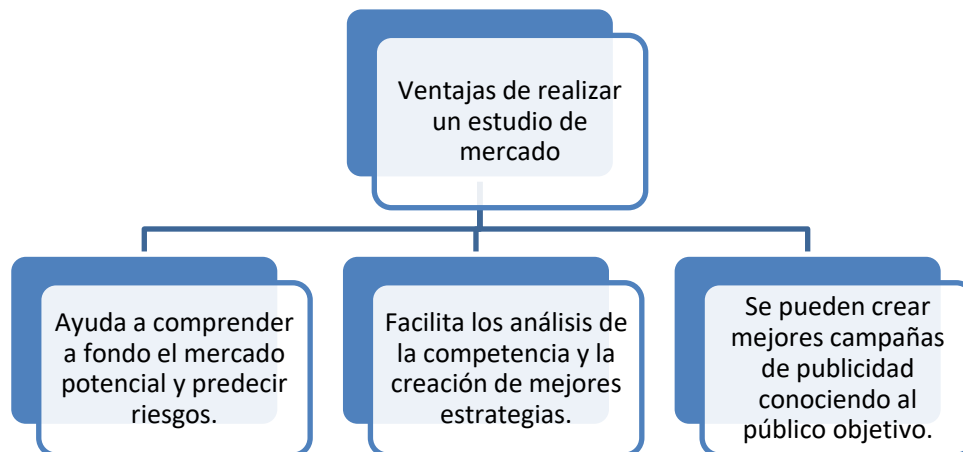 Ventajas de realizar
un estudio de
mercado
Ayuda a comprender
a fondo el mercado
potencial y predecir
riesgos.
Facilita los análisis de
la competencia y la
creación de mejores
estrategias.
Se pueden crear
mejores campañas
de publicidad
conociendo al
público objetivo.